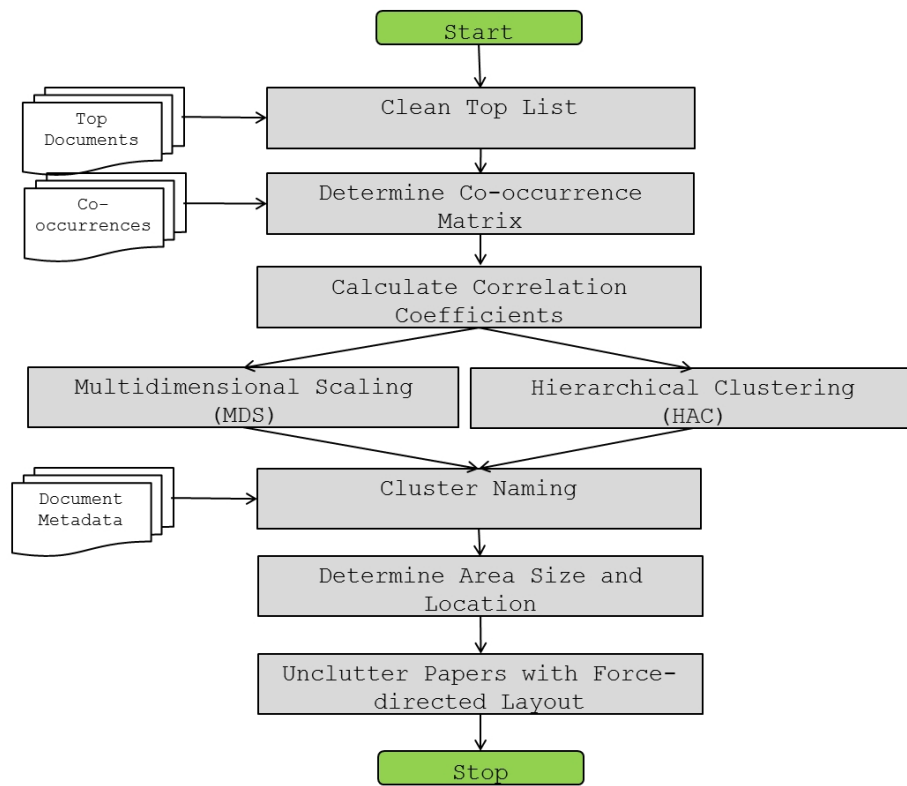 Start
Clean Top List
Top
Documents
Determine Co-occurrence
Matrix
Co-
occurrences
Calculate Correlation
Coefficients
Multidimensional Scaling
(MDS)
Hierarchical Clustering
(HAC)
Cluster Naming
Document
Metadata
Determine Area Size and
Location
Unclutter Papers with Force-
directed Layout
Stop